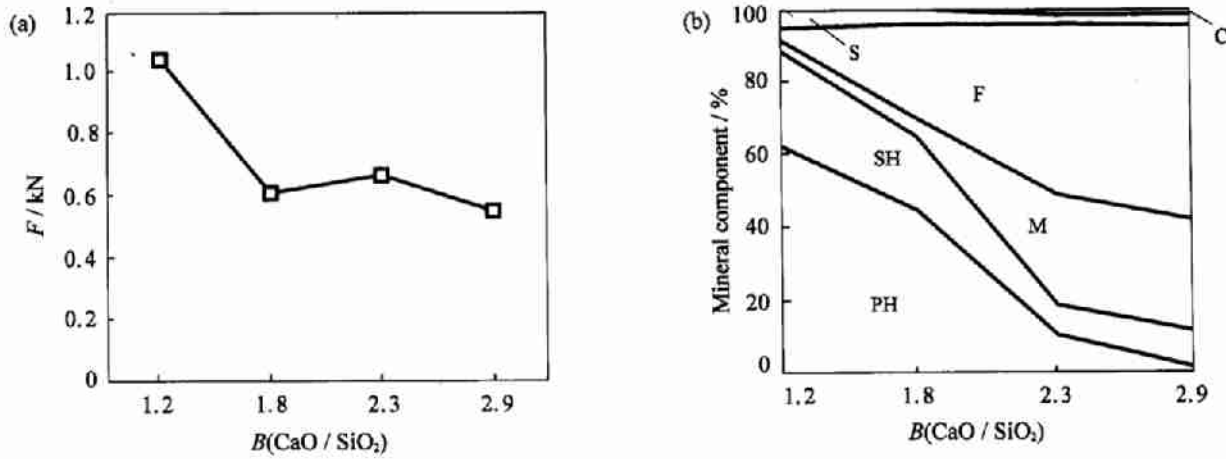 (a)
1.2
1.0
0.8
0.6
0.4
0.2
0
F / kN
1.2 1.8 2.3 2.9
B(CaO / SiO₂)
(b)
100
80
60
40
20
0
Mineral component / %
S
C
F
SH
M
PH
1.2 1.8 2.3 2.9
B(CaO / SiO₂)